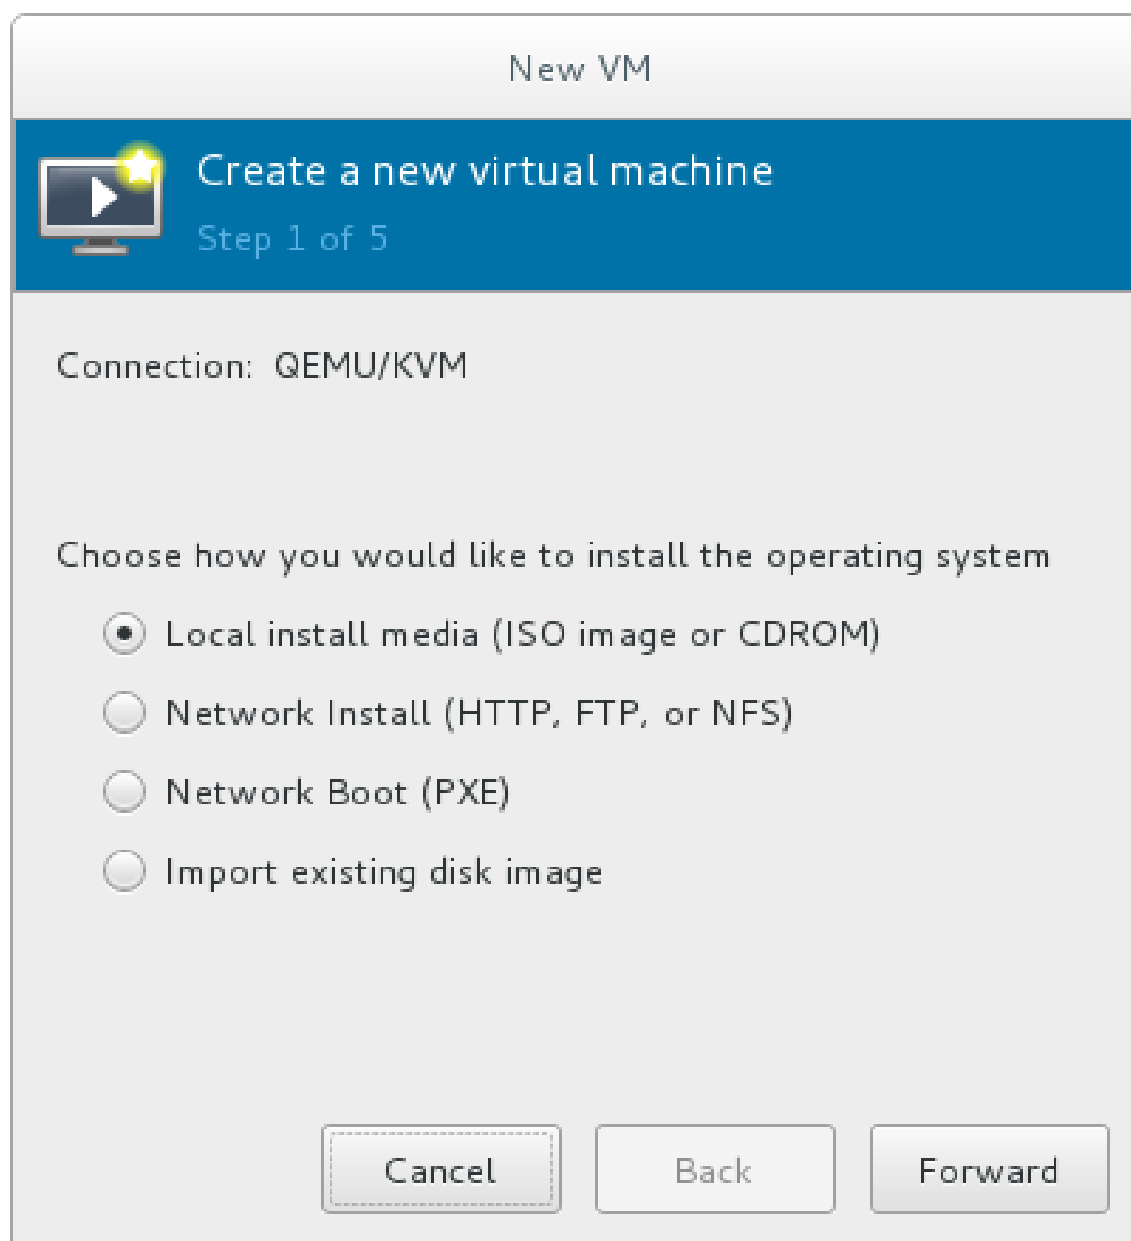 New VM
Create a new virtual machine
Step 1 of 5
Connection: QEMU/KVM
Choose how you would like to install the operating system
Local install media (ISO image or CDROM)
Network Install (HTTP, FTP, or NFS)
Network Boot (PXE)
Import existing disk image
Cancel Back Forward